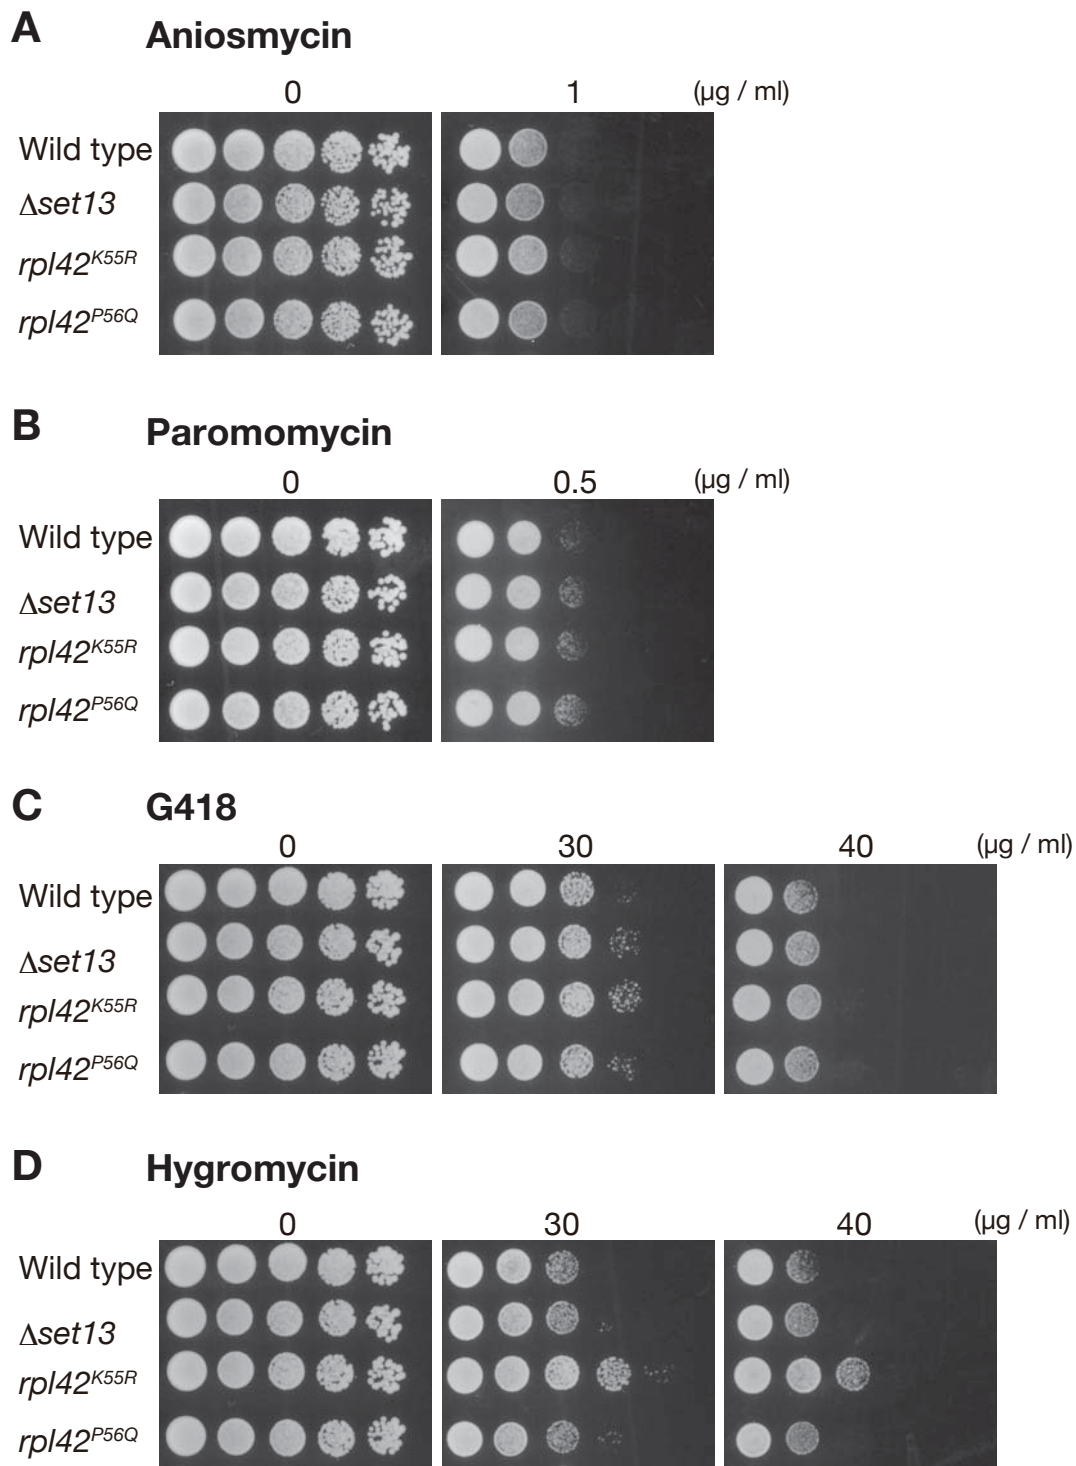 A Aniosmycin
0 1 (µg / ml)
Wild type
Δset13
rpl42K55R
rpl42P56Q
B Paromomycin
0 0.5 (µg / ml)
Wild type
Δset13
rpl42K55R
rpl42P56Q
C G418
0 30 40 (µg / ml)
Wild type
Δset13
rpl42K55R
rpl42P56Q
D Hygromycin
0 30 40 (µg / ml)
Wild type
Δset13
rpl42K55R
rpl42P56Q